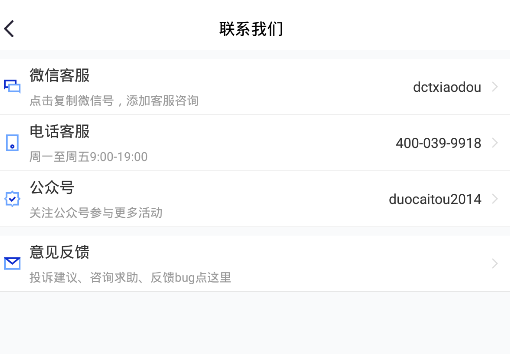 联系我们
微信客服
dctxiaodou
点击复制微信号，添加客服咨询
电话客服
400-039-9918
周一至周五9:00-19:00
公众号
duocaitou2014
关注公众号参与更多活动
意见反馈
投诉建议、咨询求助、反馈bug点这里